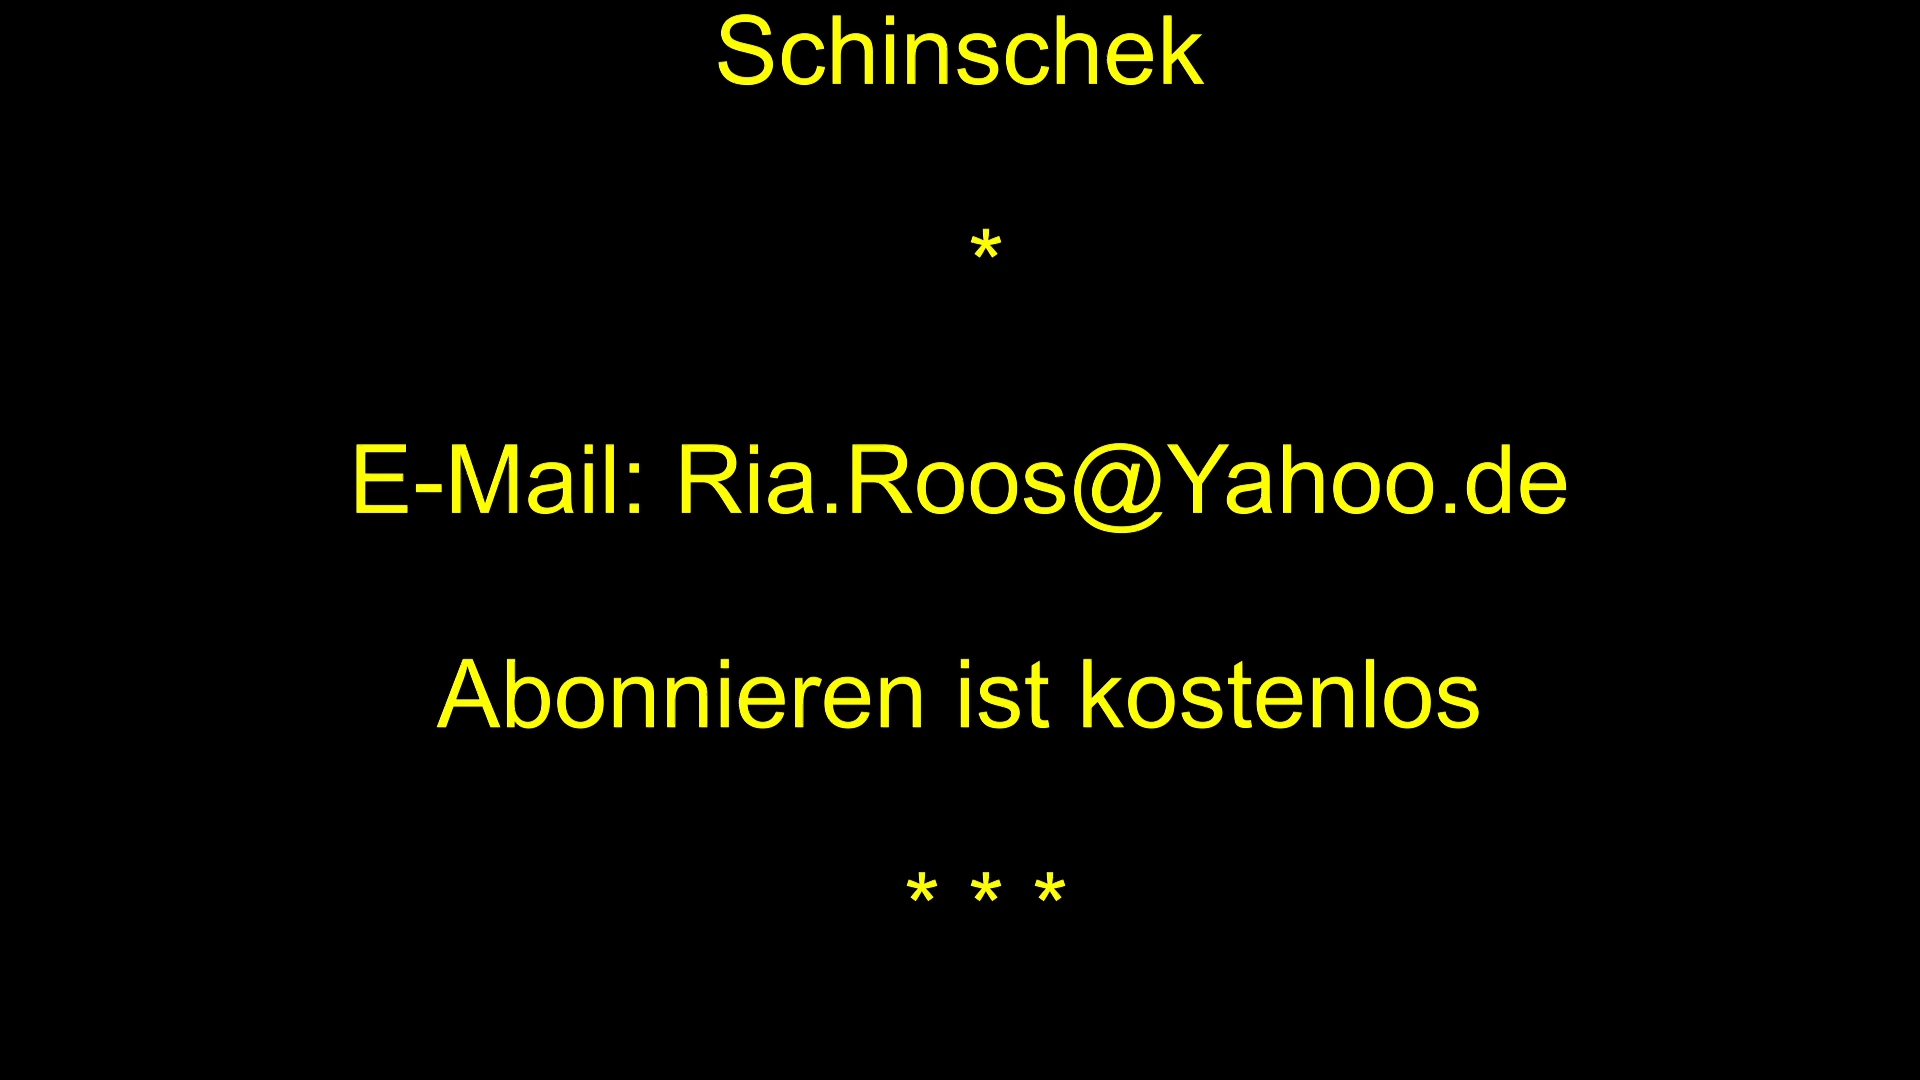 Schinschek
*
E-Mail: Ria.Roos@Yahoo.de
Abonnieren ist kostenlos
* * *